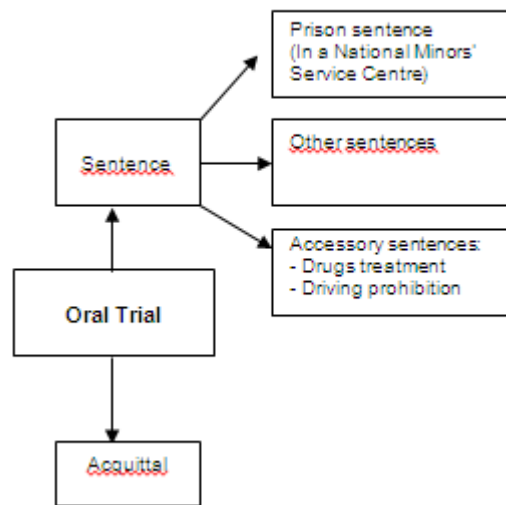 Prison sentence
(In a National Minors'
Service Centre)
Other sentences
Sentence
Accessory sentences:
- Drugs treatment
- Driving prohibition
Oral Trial
Acquittal